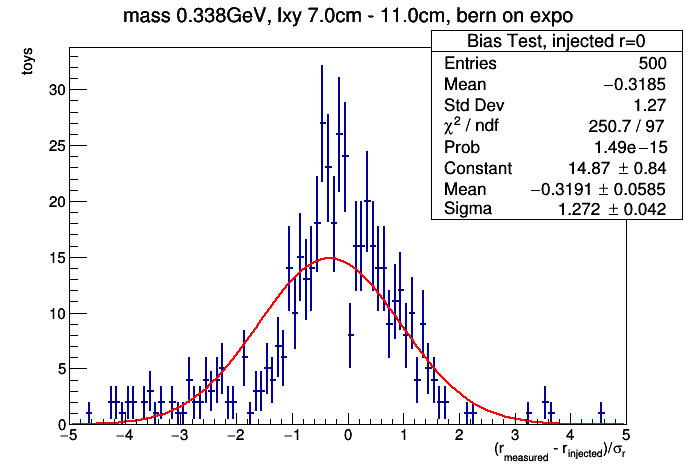 mass 0.338GeV, lxy 7.0cm - 11.0cm, bern on expo
Bias Test, injected r=0
Entries 500
Mean −0.3185
Std Dev 1.27
χ² / ndf 250.7 / 97
Prob 1.49e−15
Constant 14.87 ± 0.84
Mean −0.3191 ± 0.0585
Sigma 1.272 ± 0.042
toys
30
25
20
15
10
5
0
−5 −4 −3 −2 −1 0 1 2 3 4 5
(r_measured - r_injected)/σ_r